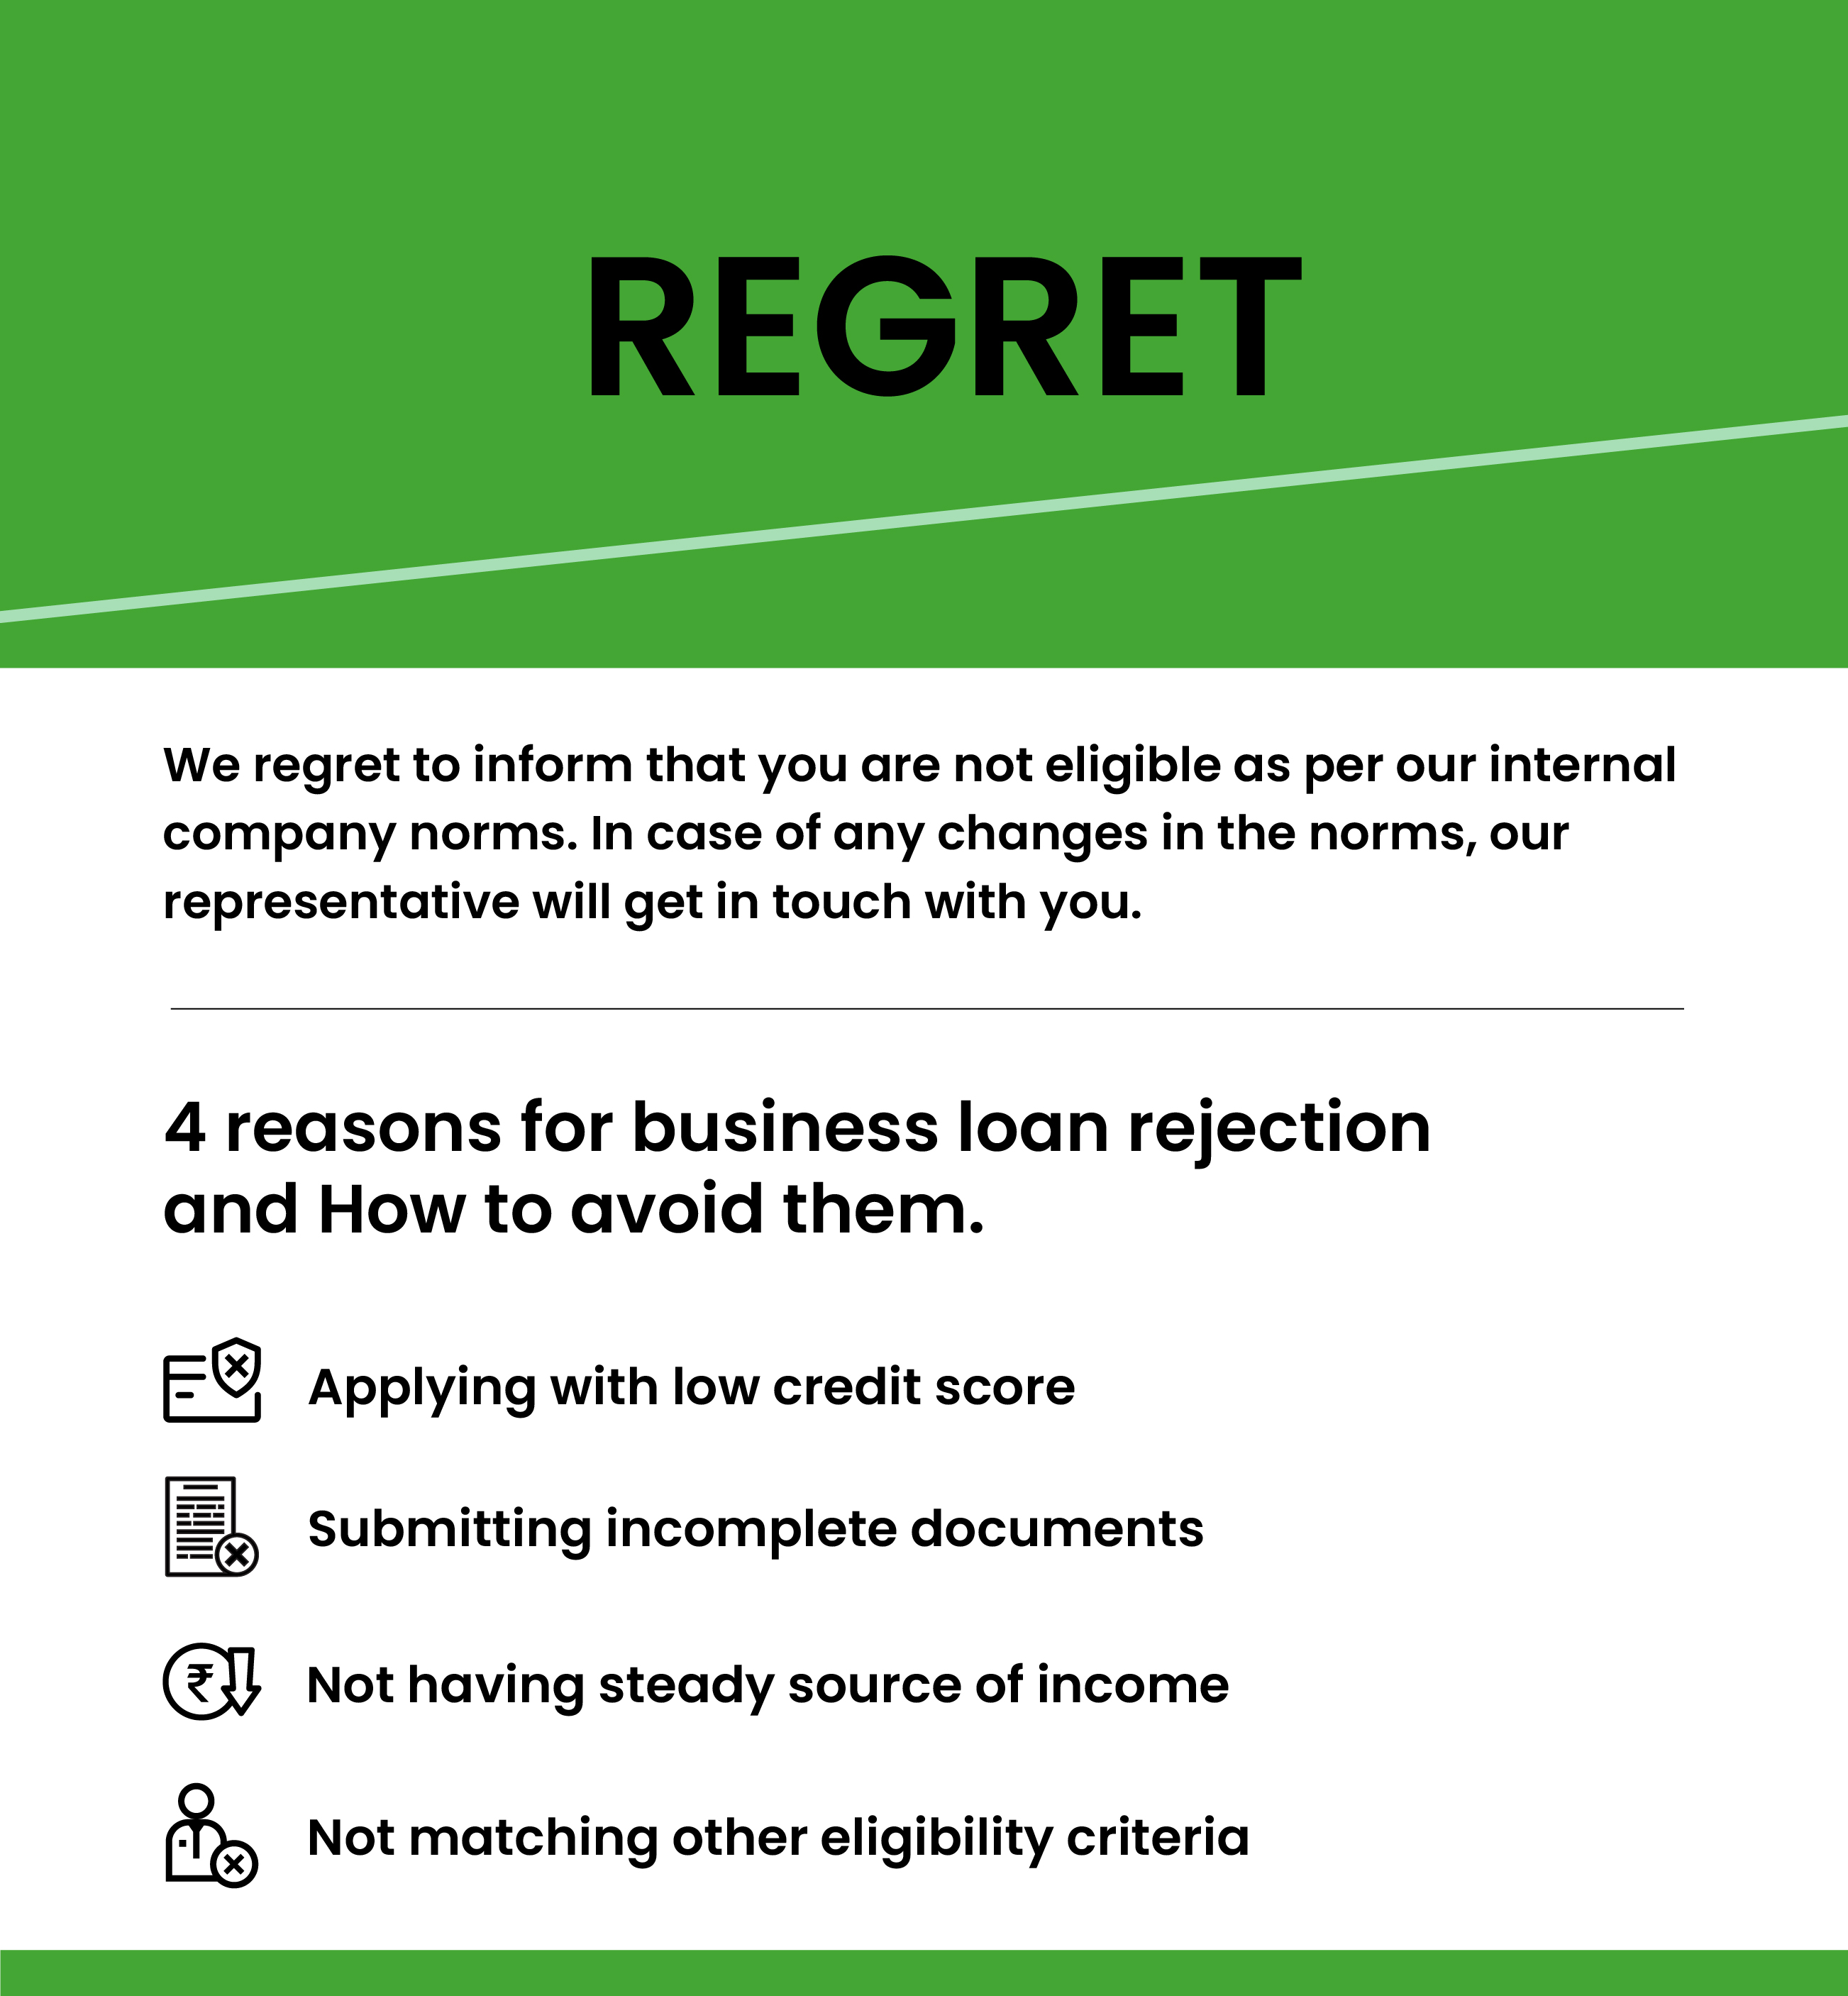 REGRET
We regret to inform that you are not eligible as per our internal
company norms. In case of any changes in the norms, our
representative will get in touch with you.
4 reasons for business loan rejection
and How to avoid them.
Applying with low credit score
Submitting incomplete documents
₹
Not having steady source of income
Not matching other eligibility criteria